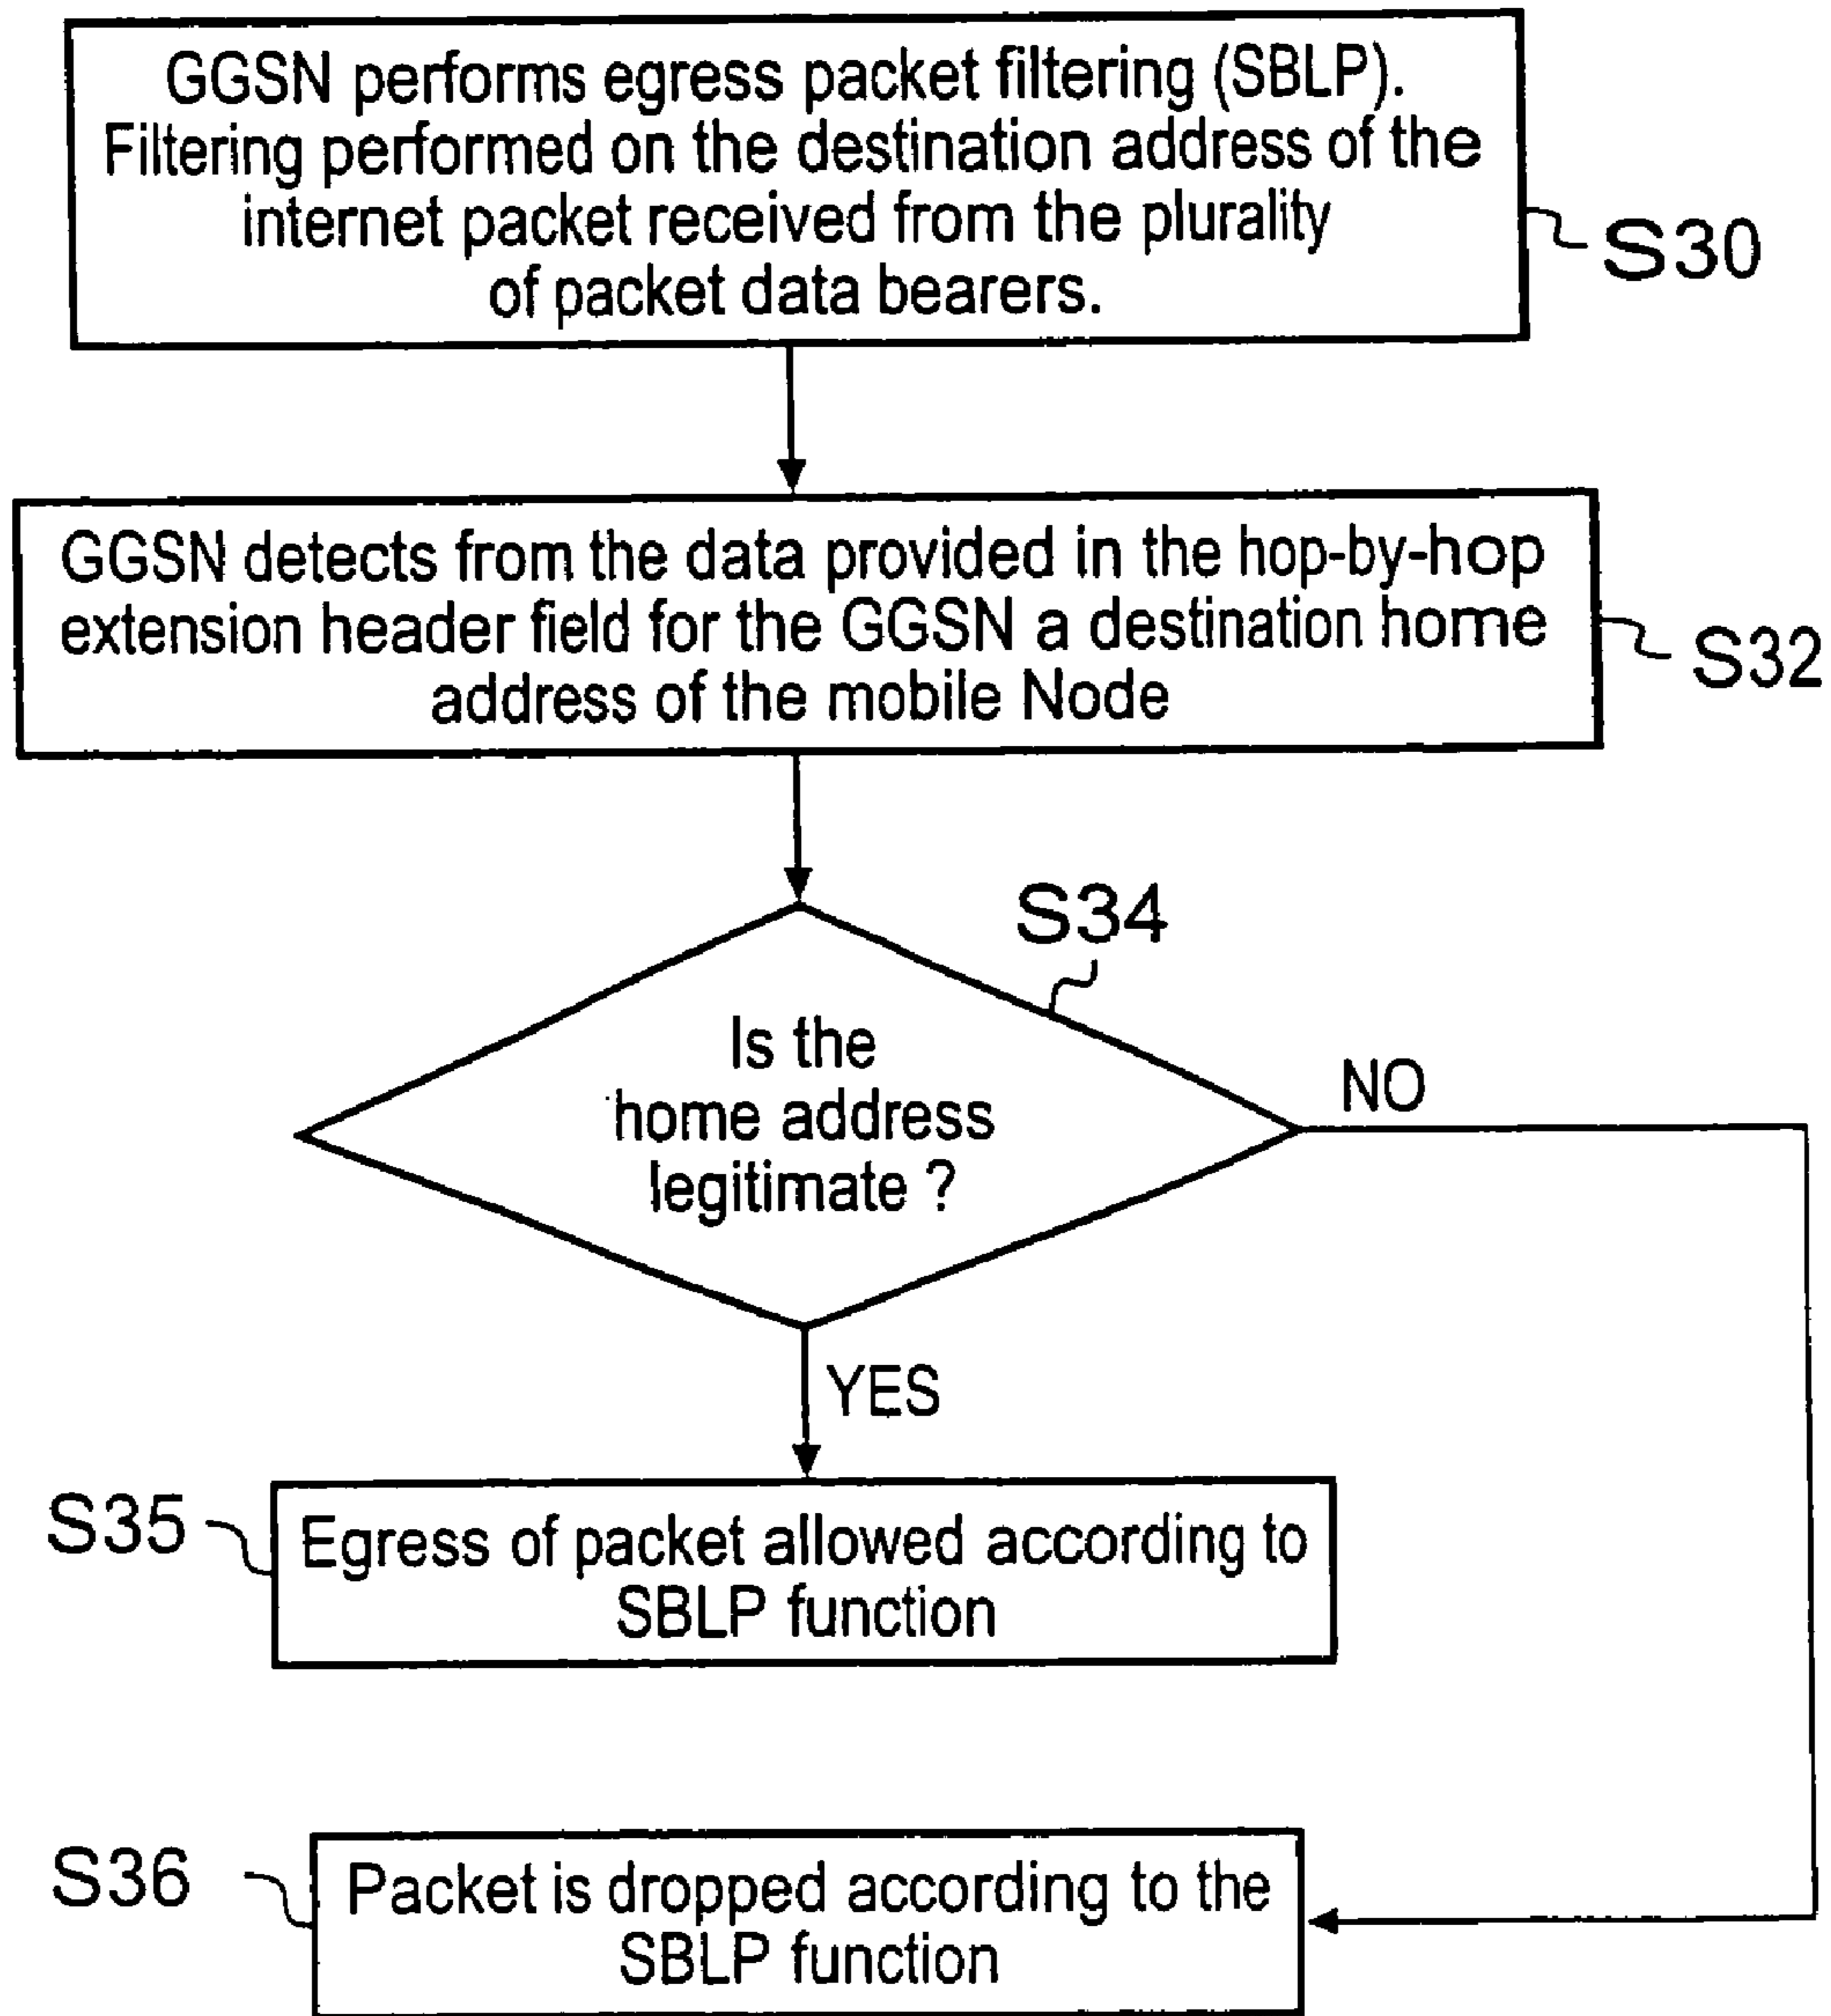 GGSN performs egress packet filtering (SBLP).
Filtering performed on the destination address of the
internet packet received from the plurality
of packet data bearers.
S30
GGSN detects from the data provided in the hop-by-hop
extension header field for the GGSN a destination home
address of the mobile Node
S32
S34
Is the
home address
legitimate ?
NO
YES
S35
Egress of packet allowed according to
SBLP function
S36
Packet is dropped according to the
SBLP function